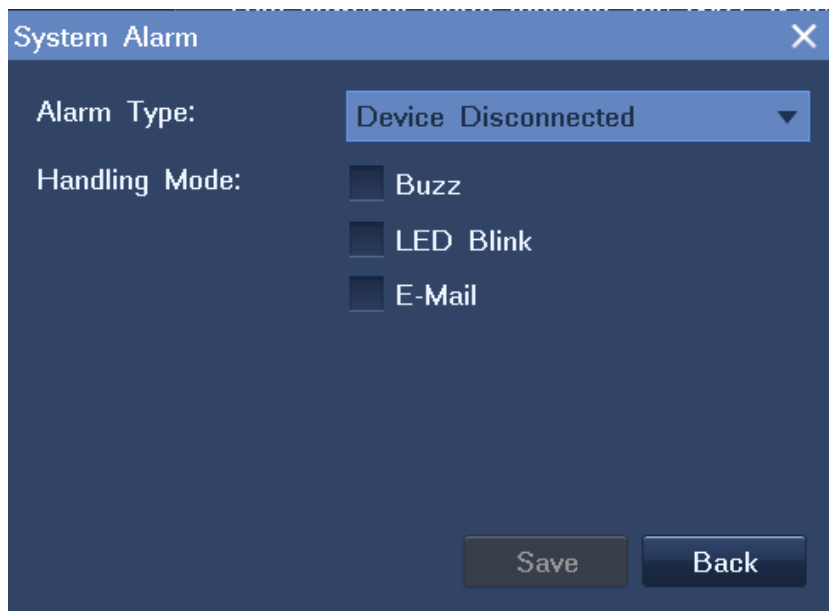 System Alarm
Alarm Type: Device Disconnected
Handling Mode: Buzz
LED Blink
E-Mail
Save Back